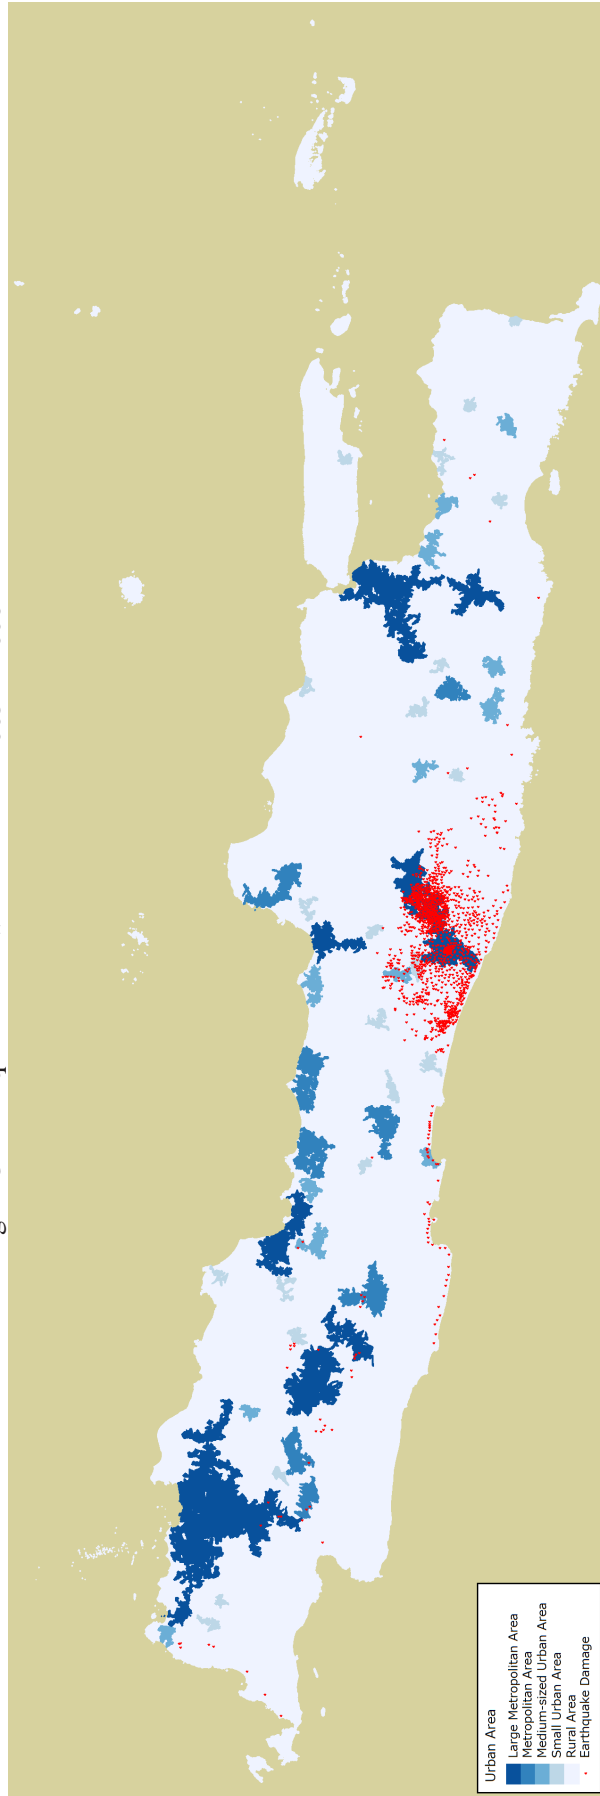 Urban Area
Large Metropolitan Area
Metropolitan Area
Medium-sized Urban Area
Small Urban Area
Rural Area
Earthquake Damage